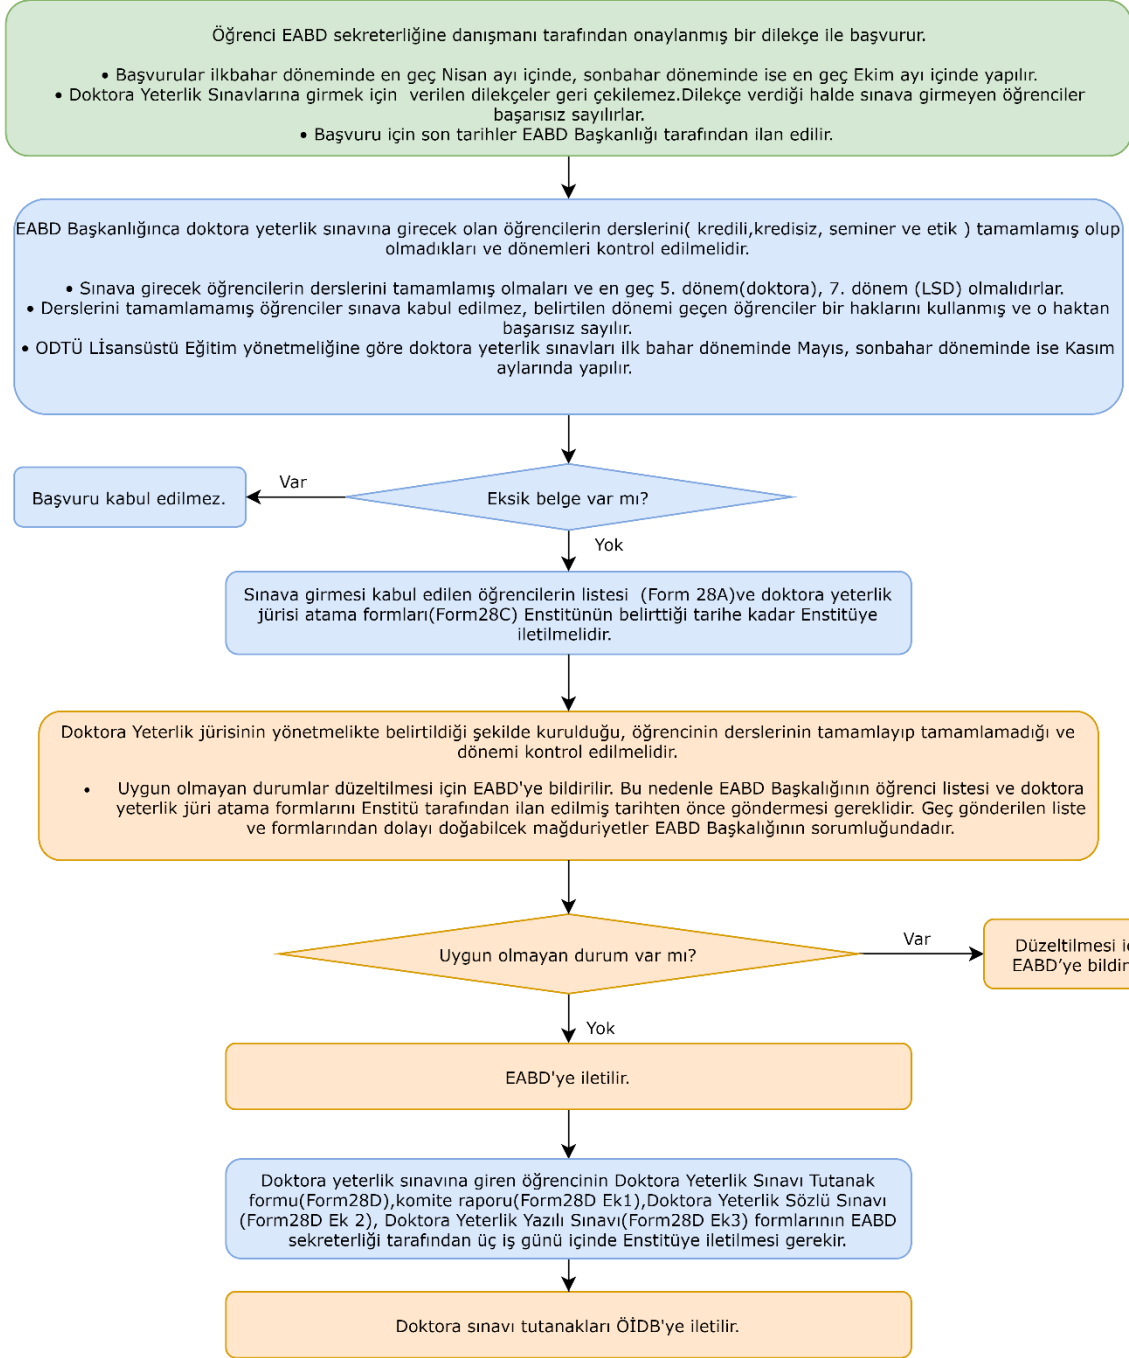 Öğrenci EABD sekreterliğine danışmanı tarafından onaylanmış bir dilekçe ile başvurur.
• Başvurular ilkbahar döneminde en geç Nisan ayı içinde, sonbahar döneminde ise en geç Ekim ayı içinde yapılır.
• Doktora Yeterlik Sınavlarına girmek için verilen dilekçeler geri çekilemez.Dilekçe verdiği halde sınava girmeyen öğrenciler
başarısız sayılırlar.
• Başvuru için son tarihler EABD Başkanlığı tarafından ilan edilir.
EABD Başkanlığınca doktora yeterlik sınavına girecek olan öğrencilerin derslerini( kredili,kredisiz, seminer ve etik ) tamamlamış olup
olmadıkları ve dönemleri kontrol edilmelidir.
• Sınava girecek öğrencilerin derslerini tamamlamış olmaları ve en geç 5. dönem(doktora), 7. dönem (LSD) olmalıdırlar.
• Derslerini tamamlamamış öğrenciler sınava kabul edilmez, belirtilen dönemi geçen öğrenciler bir haklarını kullanmış ve o haktan
başarısız sayılır.
• ODTÜ Lİsansüstü Eğitim yönetmeliğine göre doktora yeterlik sınavları ilk bahar döneminde Mayıs, sonbahar döneminde ise Kasım
aylarında yapılır.
Eksik belge var mı?
Var
Başvuru kabul edilmez.
Yok
Sınava girmesi kabul edilen öğrencilerin listesi (Form 28A)ve doktora yeterlik
jürisi atama formları(Form28C) Enstitünün belirttiği tarihe kadar Enstitüye
iletilmelidir.
Doktora Yeterlik jürisinin yönetmelikte belirtildiği şekilde kurulduğu, öğrencinin derslerinin tamamlayıp tamamlamadığı ve
dönemi kontrol edilmelidir.
• Uygun olmayan durumlar düzeltilmesi için EABD'ye bildirilir. Bu nedenle EABD Başkalığının öğrenci listesi ve doktora
yeterlik jüri atama formlarını Enstitü tarafından ilan edilmiş tarihten önce göndermesi gereklidir. Geç gönderilen liste
ve formlarından dolayı doğabilcek mağduriyetler EABD Başkalığının sorumluğundadır.
Uygun olmayan durum var mı?
Var
Düzeltilmesi iç
EABD’ye bildir
Yok
EABD'ye iletilir.
Doktora yeterlik sınavına giren öğrencinin Doktora Yeterlik Sınavı Tutanak
formu(Form28D),komite raporu(Form28D Ek1),Doktora Yeterlik Sözlü Sınavı
(Form28D Ek 2), Doktora Yeterlik Yazılı Sınavı(Form28D Ek3) formlarının EABD
sekreterliği tarafından üç iş günü içinde Enstitüye iletilmesi gerekir.
Doktora sınavı tutanakları ÖİDB'ye iletilir.